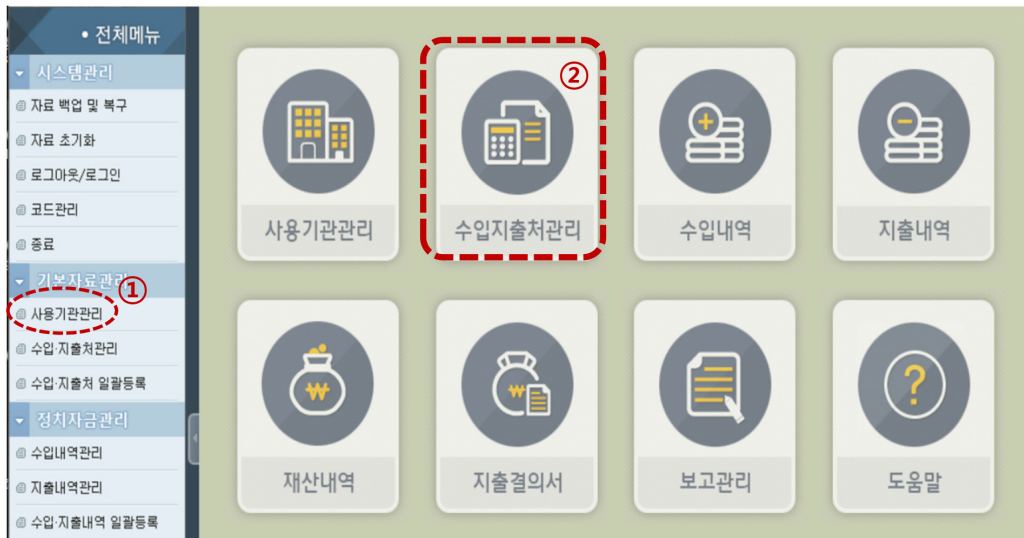 • 전체메뉴
시스템관리
자료 백업 및 복구
자료 초기화
로그아웃/로그인
코드관리
종료
기본자료관리
①
사용기관관리
수입·지출처관리
수입·지출처 일괄등록
정치자금관리
수입내역관리
지출내역관리
수입·지출내역 일괄등록
②
사용기관관리
수입지출처관리
수입내역
지출내역
재산내역
지출결의서
보고관리
도움말